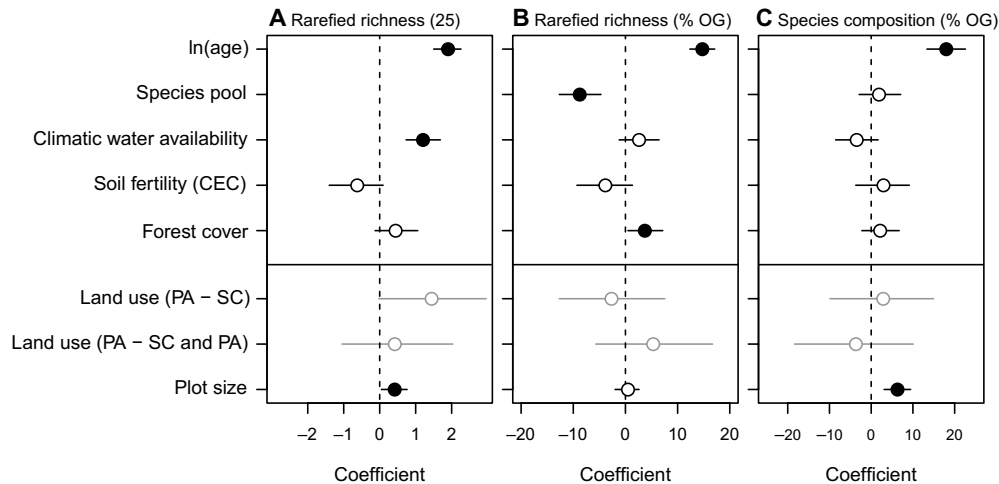 A Rarefied richness (25)
B Rarefied richness (% OG)
C Species composition (% OG)
ln(age)
Species pool
Climatic water availability
Soil fertility (CEC)
Forest cover
Land use (PA − SC)
Land use (PA − SC and PA)
Plot size
−2 −1 0 1 2
−20 −10 0 10 20
−20 0 10 20
Coefficient
Coefficient
Coefficient